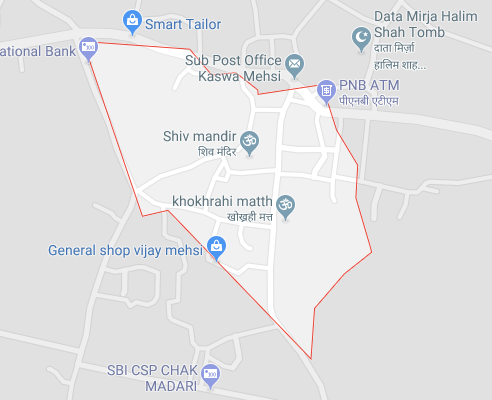 Smart Tailor
ational Bank
Data Mirja Halim
Shah Tomb
दाता मिर्ज़ा
हालिम शाह...
Sub Post Office
Kaswa Mehsi
PNB ATM
पीएनबी एटीएम
Shiv mandir
शिव मंदिर
khokhrahi matth
खोख्रही मत्त
General shop vijay mehsi
SBI CSP CHAK
MADARI